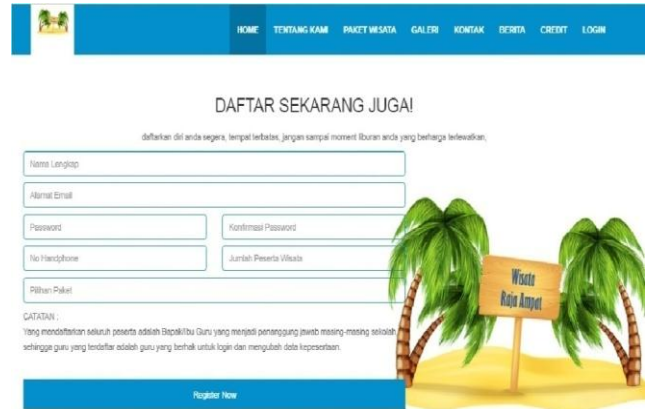 HOME TENTANG KAMI PAKET WISATA GALERI KONTAK BERITA CREDIT LOGIN
DAFTAR SEKARANG JUGA!
daftarkan diri anda segera, tempat terbatas, jangan sampai moment liburan anda yang berharga terlewatkan,
Nama Lengkap
Alamat Email
Password Konfirmasi Password
No Handphone Jumlah Peserta Wisata
Pilihan Paket
Wisata
Raja Ampat
CATATAN :
Yang mendaftarkan seluruh peserta adalah Bapak/Ibu Guru yang menjadi penanggung jawab masing-masing sekolah
sehingga guru yang terdaftar adalah guru yang berhak untuk login dan mengubah data kepesertaan.
Register Now